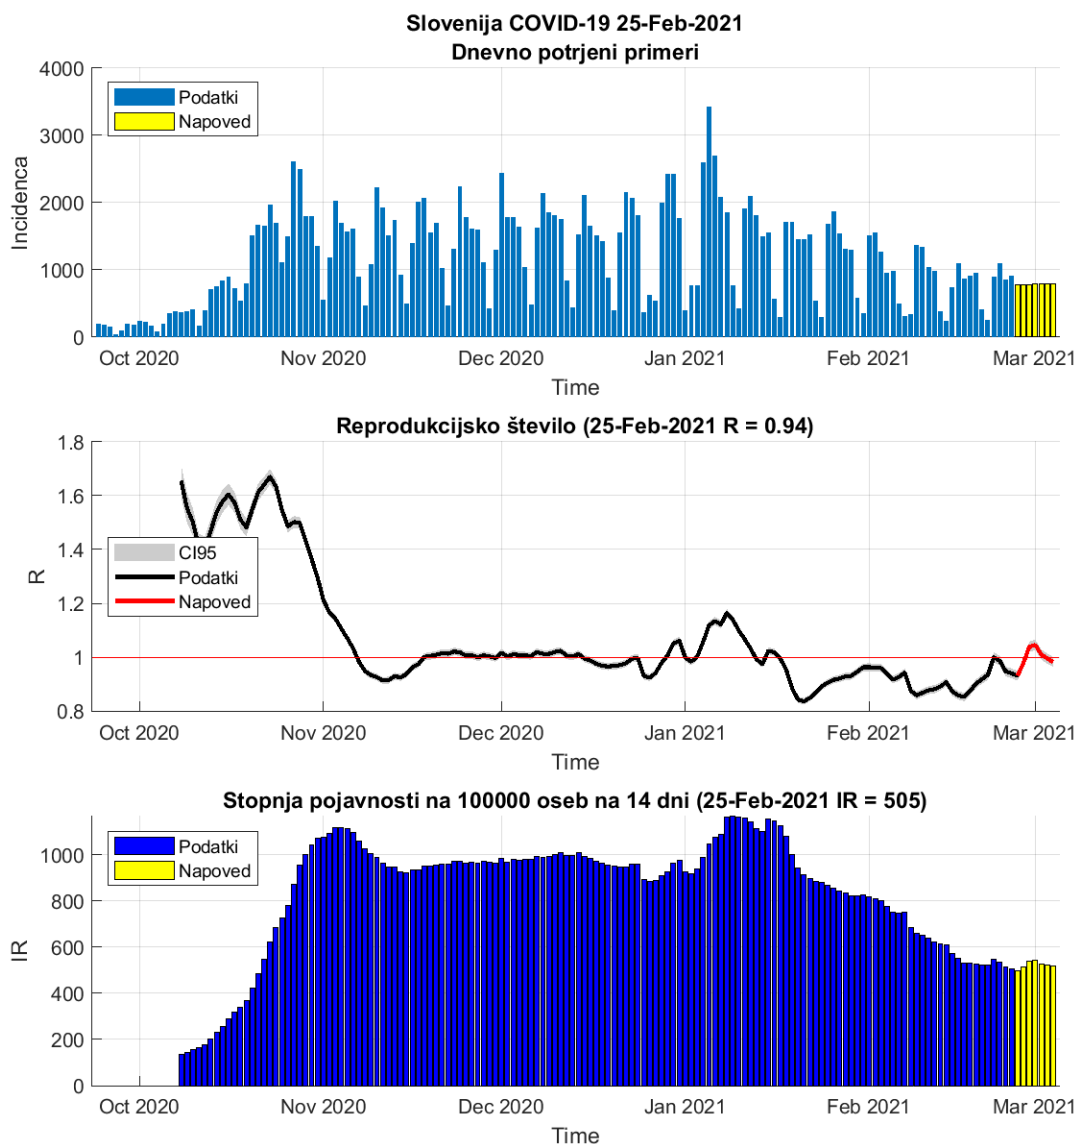 Slovenija COVID-19 25-Feb-2021
Dnevno potrjeni primeri
4000
3000
2000
1000
0
Incidenca
Podatki
Napoved
Oct 2020
Nov 2020
Dec 2020
Jan 2021
Feb 2021
Mar 2021
Time
Reprodukcijsko število (25-Feb-2021 R = 0.94)
1.8
1.6
1.4
1.2
1
0.8
R
CI95
Podatki
Napoved
Oct 2020
Nov 2020
Dec 2020
Jan 2021
Feb 2021
Mar 2021
Time
Stopnja pojavnosti na 100000 oseb na 14 dni (25-Feb-2021 IR = 505)
1000
800
600
400
200
0
IR
Podatki
Napoved
Oct 2020
Nov 2020
Dec 2020
Jan 2021
Feb 2021
Mar 2021
Time